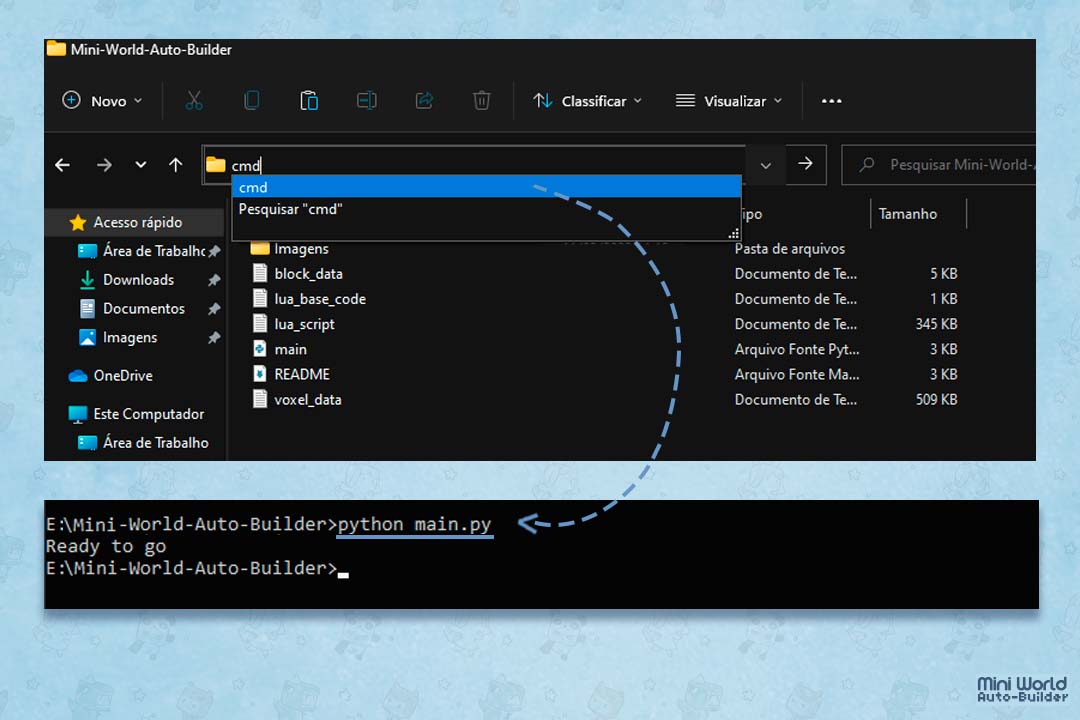 Mini-World-Auto-Builder
Novo
Classificar
Visualizar
cmd
Pesquisar Mini-World-
cmd
Pesquisar "cmd"
ipo
Tamanho
Acesso rápido
Área de Trabalho
Downloads
Documentos
Imagens
OneDrive
Este Computador
Área de Trabalho
Imagens Pasta de arquivos
block_data Documento de Te... 5 KB
lua_base_code Documento de Te... 1 KB
lua_script Documento de Te... 345 KB
main Arquivo Fonte Pyt... 3 KB
README Arquivo Fonte Ma... 3 KB
voxel_data Documento de Te... 509 KB
E:\Mini-World-Auto-Builder>python main.py
Ready to go
E:\Mini-World-Auto-Builder>
Mini World
Auto-Builder